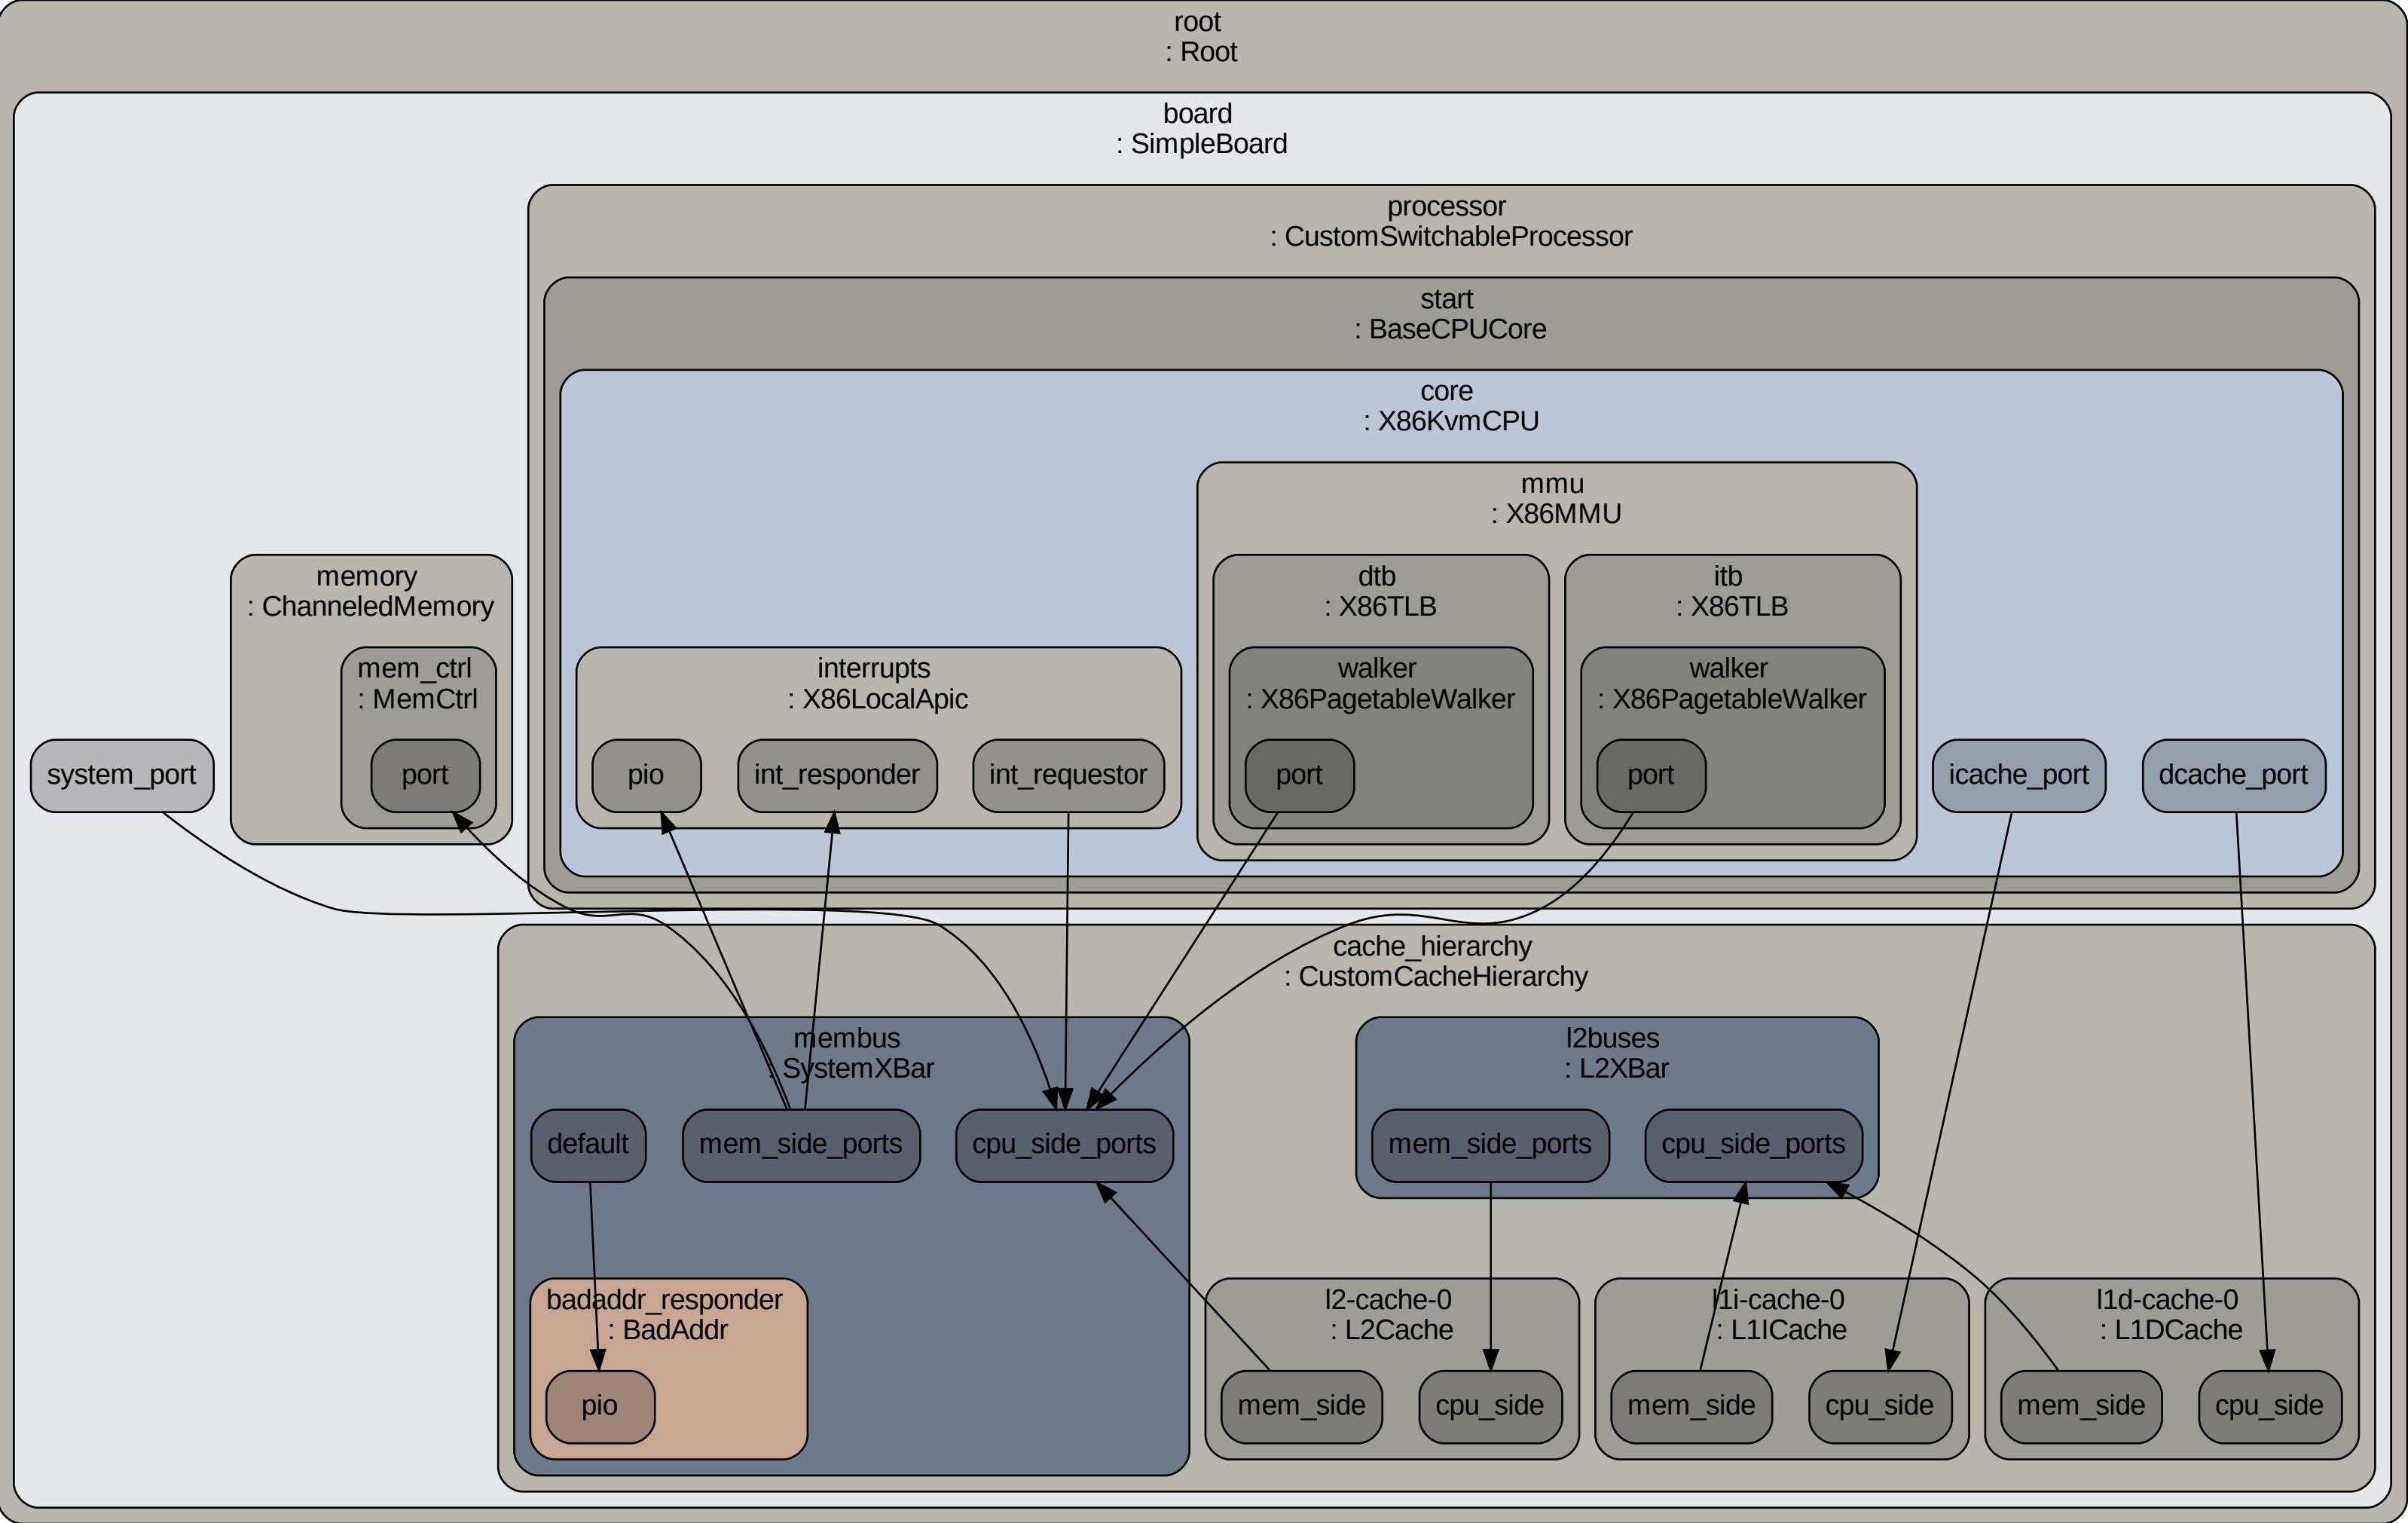 root
: Root
board
: SimpleBoard
processor
: CustomSwitchableProcessor
start
: BaseCPUCore
core
: X86KvmCPU
mmu
: X86MMU
memory
: ChanneledMemory
dtb
: X86TLB
itb
: X86TLB
mem_ctrl
: MemCtrl
interrupts
: X86LocalApic
walker
: X86PagetableWalker
walker
: X86PagetableWalker
system_port
port
pio
int_responder
int_requestor
port
port
icache_port
dcache_port
cache_hierarchy
: CustomCacheHierarchy
membus
: SystemXBar
l2buses
: L2XBar
default
mem_side_ports
cpu_side_ports
mem_side_ports
cpu_side_ports
badaddr_responder
: BadAddr
l2-cache-0
: L2Cache
l1i-cache-0
: L1ICache
l1d-cache-0
: L1DCache
pio
mem_side
cpu_side
mem_side
cpu_side
mem_side
cpu_side